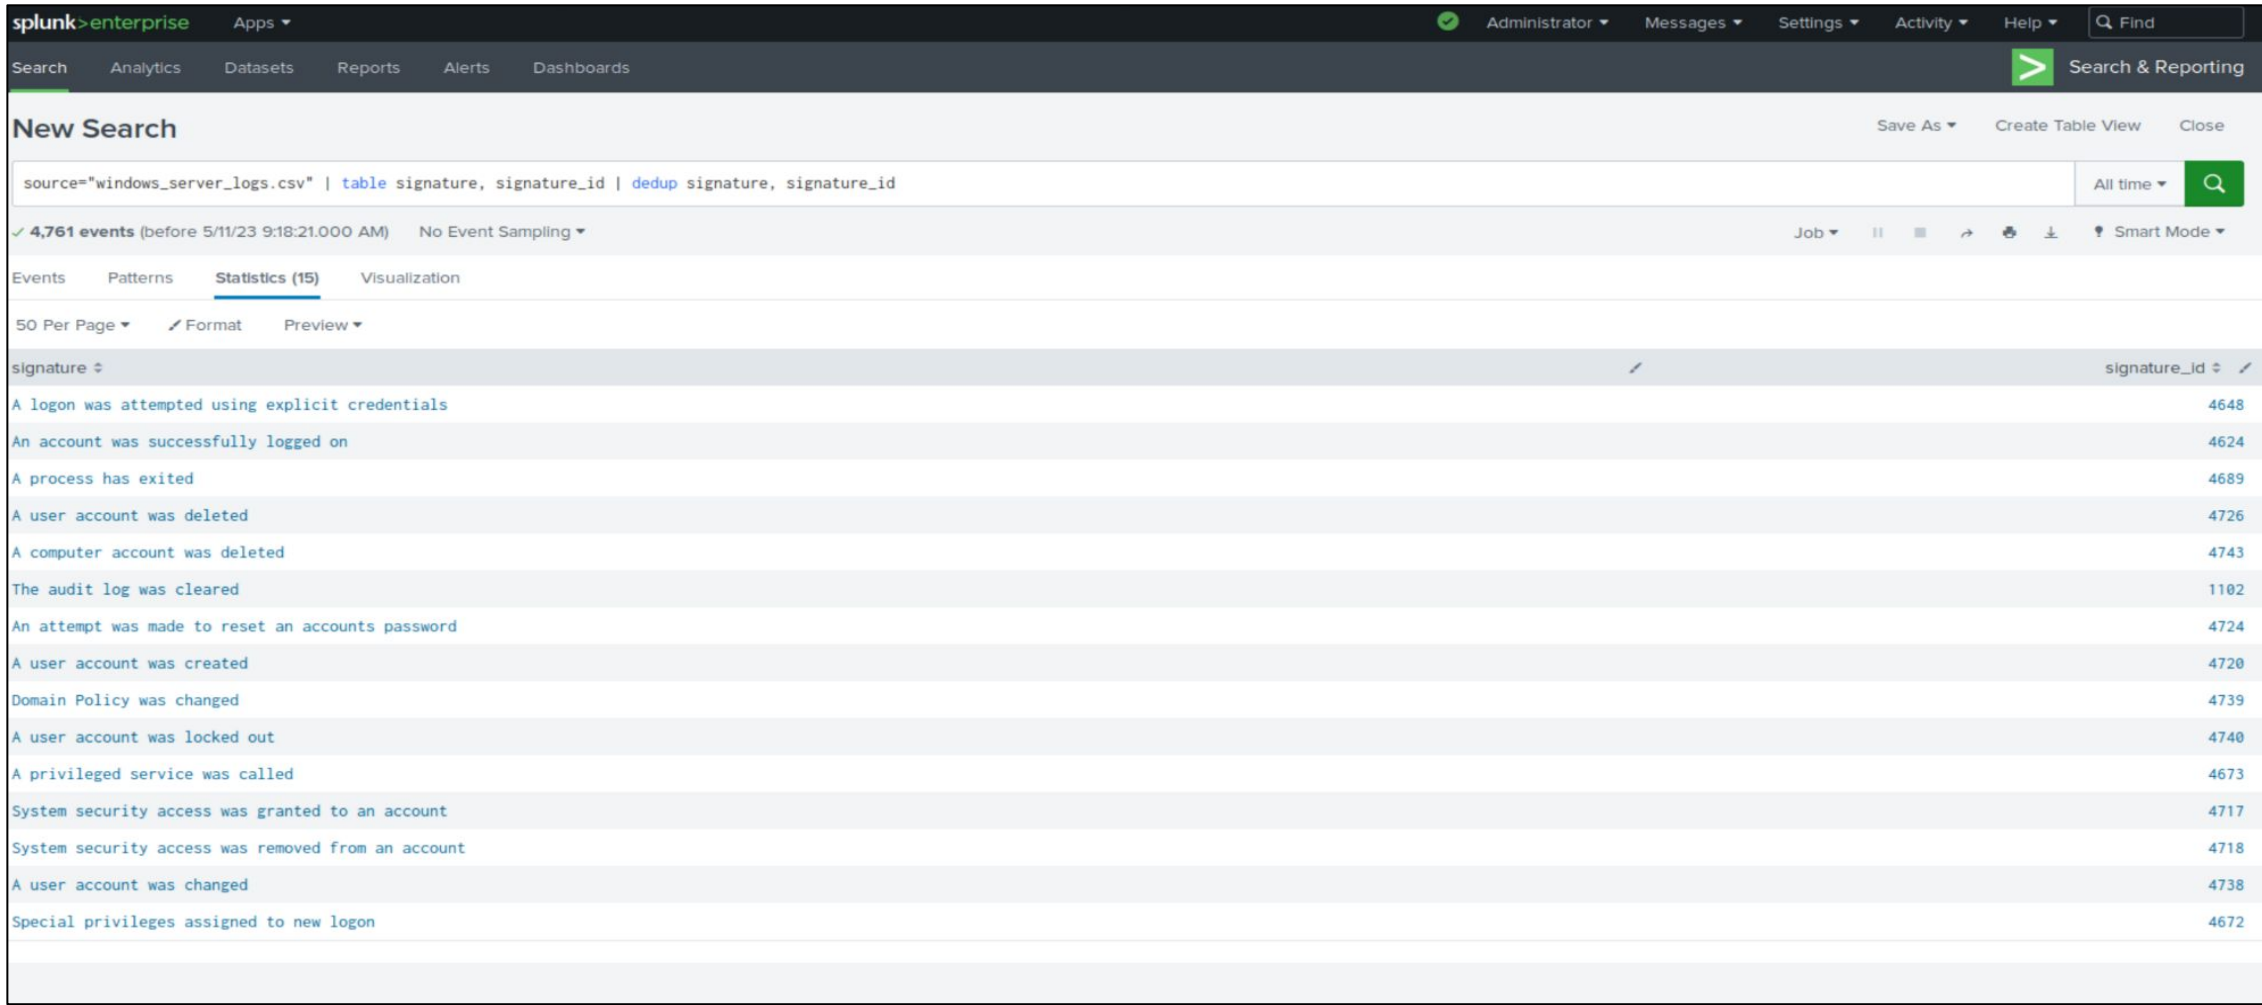 splunk>enterprise Apps Administrator Messages Settings Activity Help Find
Search Analytics Datasets Reports Alerts Dashboards Search & Reporting
New Search Save As Create Table View Close
source="windows_server_logs.csv" | table signature, signature_id | dedup signature, signature_id All time
4,761 events (before 5/11/23 9:18:21.000 AM) No Event Sampling Job Smart Mode
Events Patterns Statistics (15) Visualization
50 Per Page Format Preview
signature signature_id
A logon was attempted using explicit credentials 4648
An account was successfully logged on 4624
A process has exited 4689
A user account was deleted 4726
A computer account was deleted 4743
The audit log was cleared 1102
An attempt was made to reset an accounts password 4724
A user account was created 4720
Domain Policy was changed 4739
A user account was locked out 4740
A privileged service was called 4673
System security access was granted to an account 4717
System security access was removed from an account 4718
A user account was changed 4738
Special privileges assigned to new logon 4672